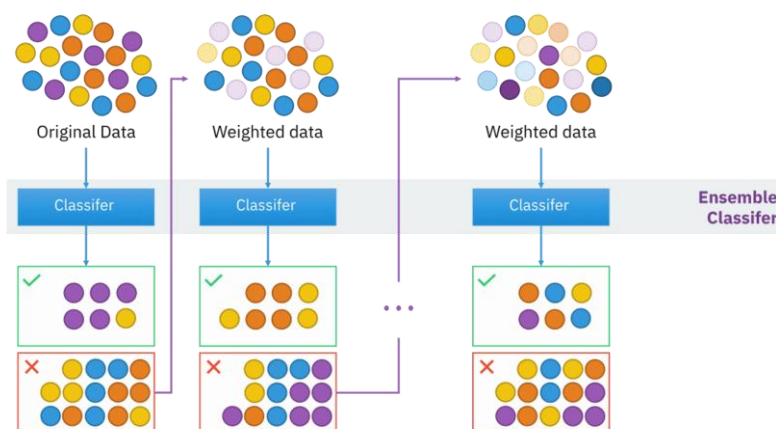 Original Data
Weighted data
Weighted data
Classifer
Classifer
Classifer
Ensemble
Classifer
...